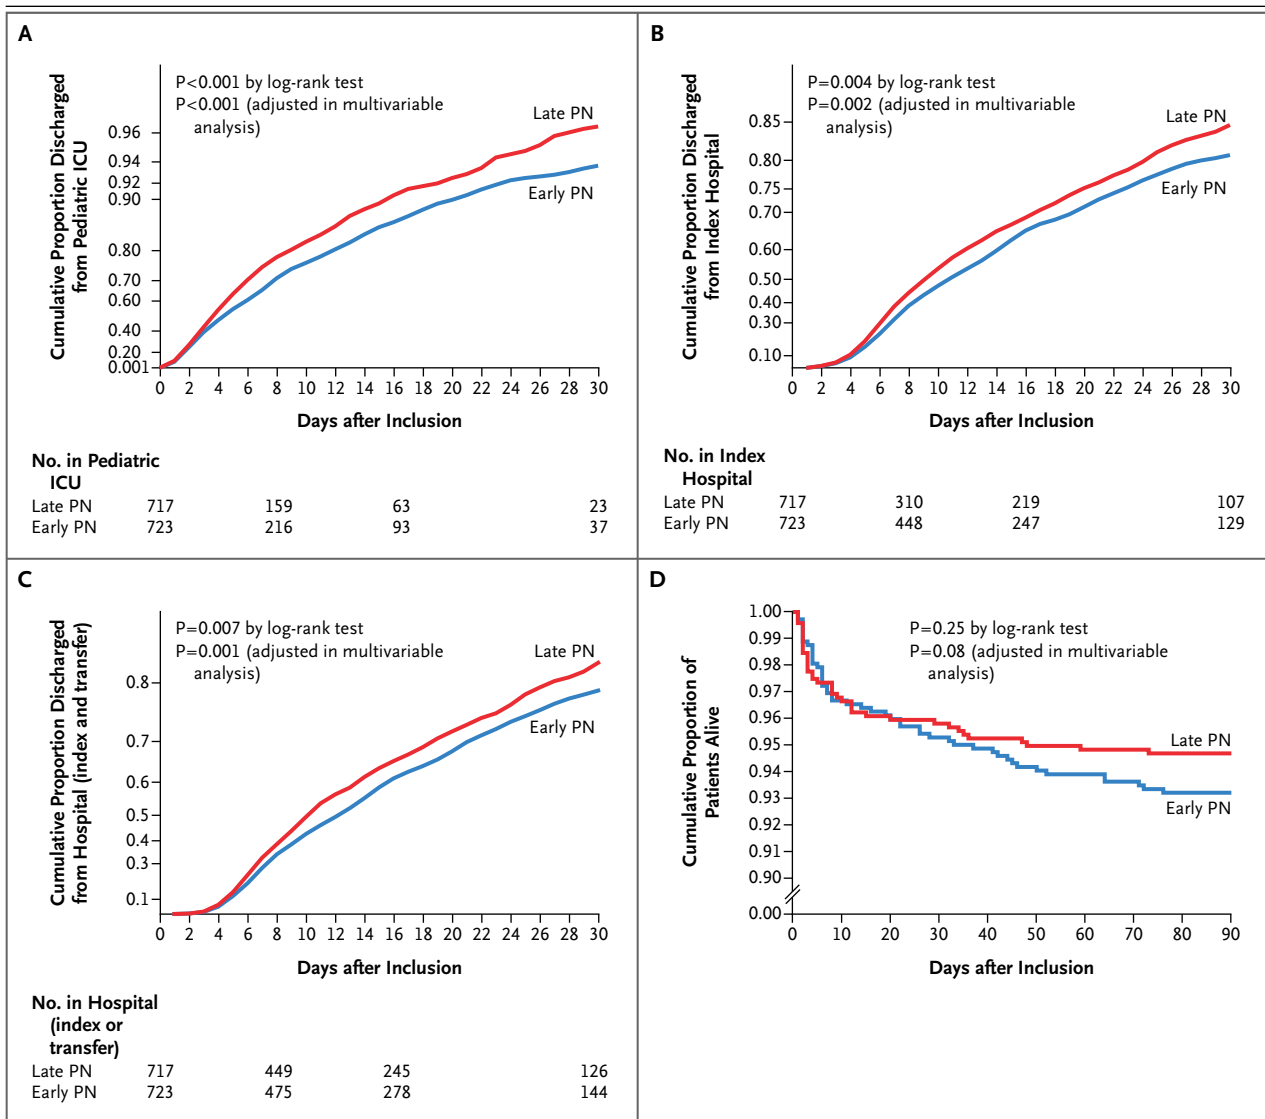 A
Cumulative Proportion Discharged
from Pediatric ICU
P<0.001 by log-rank test
P<0.001 (adjusted in multivariable
analysis)
Late PN
Early PN
0.96
0.94
0.92
0.90
0.80
0.70
0.60
0.40
0.20
0.001
0 2 4 6 8 10 12 14 16 18 20 22 24 26 28 30
Days after Inclusion
No. in Pediatric
ICU
Late PN 717 159 63 23
Early PN 723 216 93 37
B
Cumulative Proportion Discharged
from Index Hospital
P=0.004 by log-rank test
P=0.002 (adjusted in multivariable
analysis)
Late PN
Early PN
0.85
0.80
0.75
0.70
0.60
0.50
0.40
0.30
0.10
0 2 4 6 8 10 12 14 16 18 20 22 24 26 28 30
Days after Inclusion
No. in Index
Hospital
Late PN 717 310 219 107
Early PN 723 448 247 129
C
Cumulative Proportion Discharged
from Hospital (index and transfer)
P=0.007 by log-rank test
P=0.001 (adjusted in multivariable
analysis)
Late PN
Early PN
0.8
0.7
0.6
0.5
0.4
0.3
0.1
0 2 4 6 8 10 12 14 16 18 20 22 24 26 28 30
Days after Inclusion
No. in Hospital
(index or
transfer)
Late PN 717 449 245 126
Early PN 723 475 278 144
D
Cumulative Proportion of
Patients Alive
P=0.25 by log-rank test
P=0.08 (adjusted in multivariable
analysis)
Late PN
Early PN
1.00
0.99
0.98
0.97
0.96
0.95
0.94
0.93
0.92
0.91
0.90
0.00
0 10 20 30 40 50 60 70 80 90
Days after Inclusion